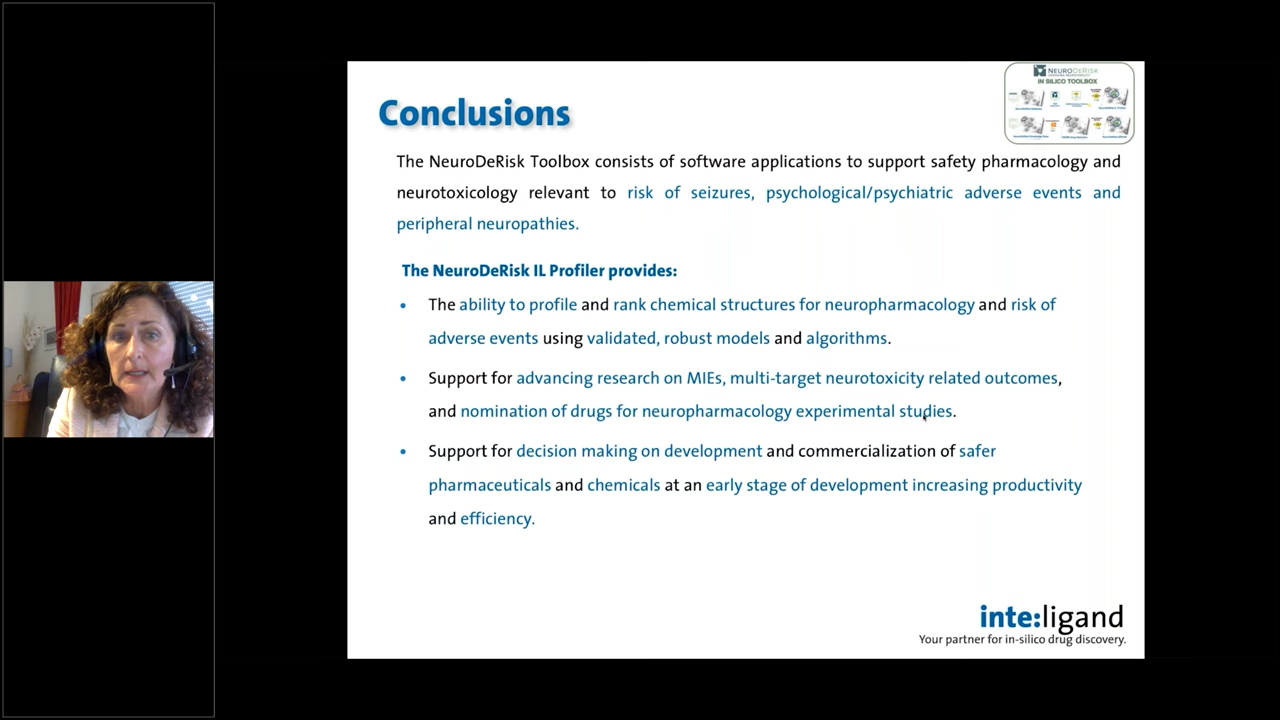 NEURODERISK
IN SILICO TOOLBOX
Conclusions
The NeuroDeRisk Toolbox consists of software applications to support safety pharmacology and
neurotoxicology relevant to risk of seizures, psychological/psychiatric adverse events and
peripheral neuropathies.
The NeuroDeRisk IL Profiler provides:
• The ability to profile and rank chemical structures for neuropharmacology and risk of
adverse events using validated, robust models and algorithms.
• Support for advancing research on MIEs, multi-target neurotoxicity related outcomes,
and nomination of drugs for neuropharmacology experimental studies.
• Support for decision making on development and commercialization of safer
pharmaceuticals and chemicals at an early stage of development increasing productivity
and efficiency.
inte:ligand
Your partner for in-silico drug discovery.